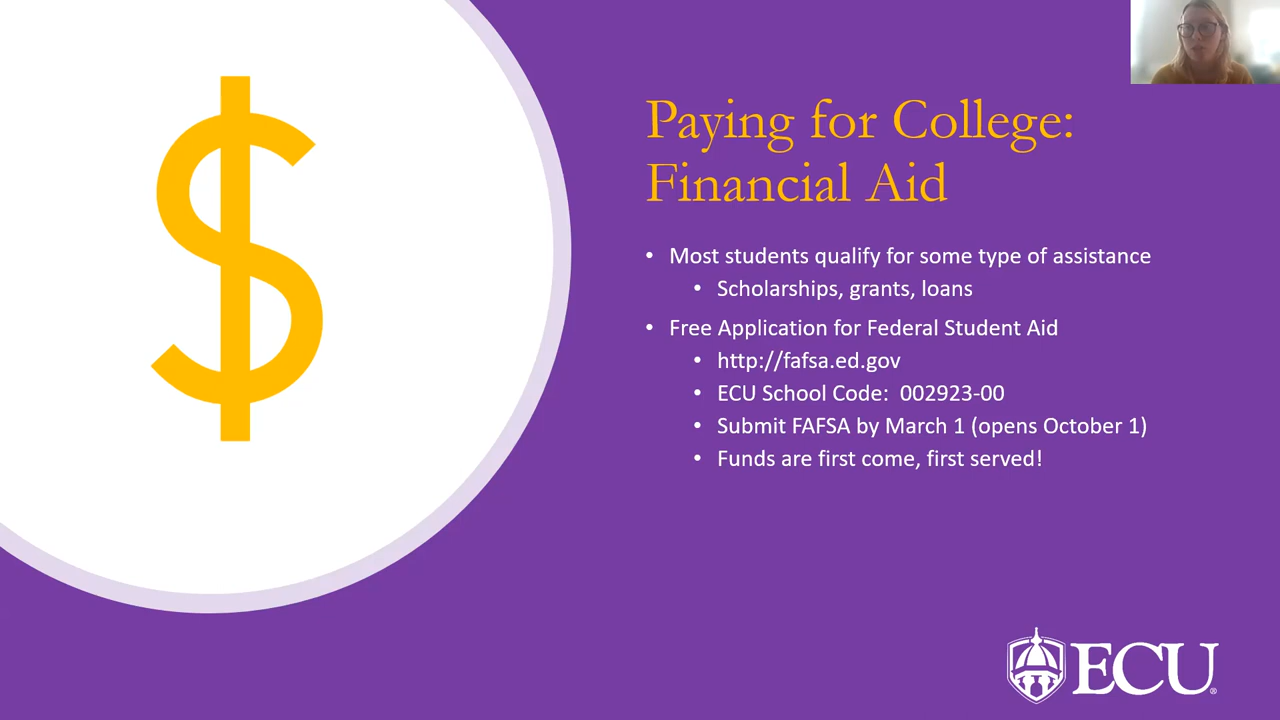 Paying for College:
Financial Aid
• Most students qualify for some type of assistance
• Scholarships, grants, loans
• Free Application for Federal Student Aid
• http://fafsa.ed.gov
• ECU School Code: 002923-00
• Submit FAFSA by March 1 (opens October 1)
• Funds are first come, first served!
ECU®